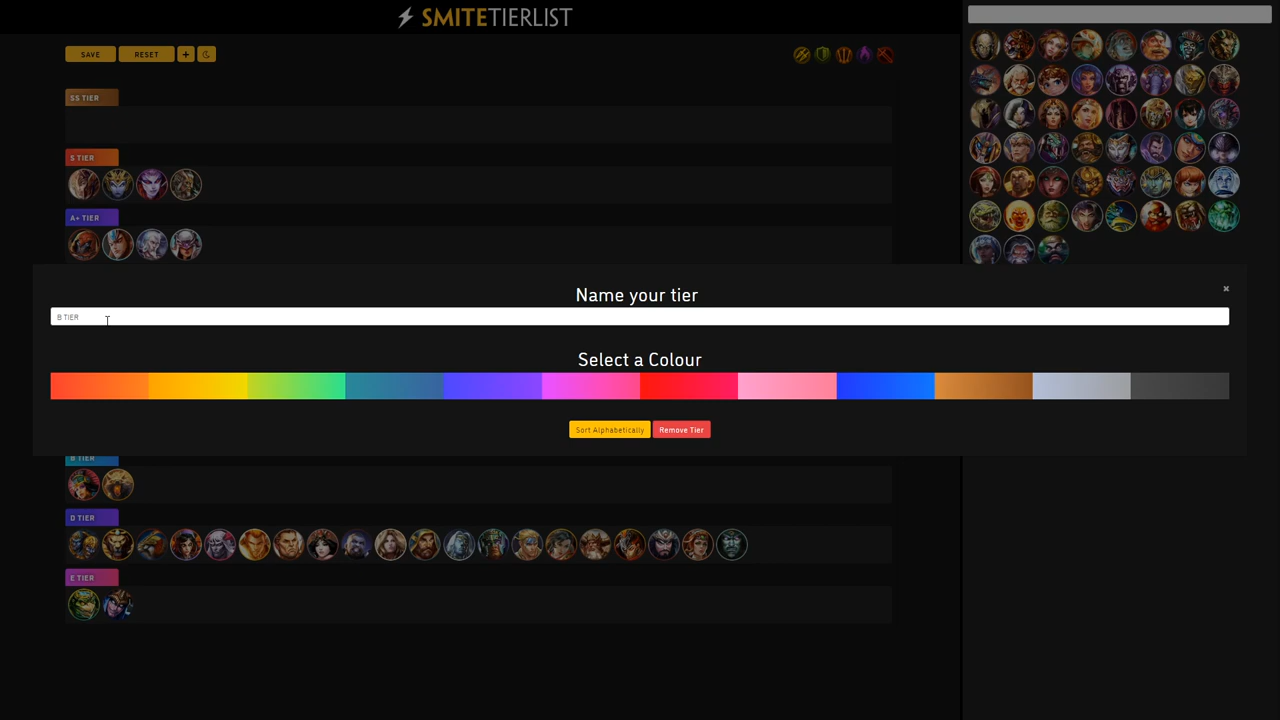 SMITETIERLIST
SAVE
RESET
+
SS TIER
S TIER
A+ TIER
×
Name your tier
B TIER
Select a Colour
Sort Alphabetically
Remove Tier
B TIER
D TIER
E TIER